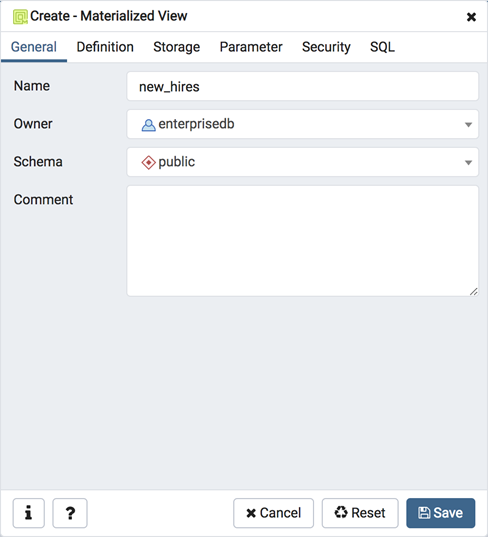 Create - Materialized View
General Definition Storage Parameter Security SQL
Name new_hires
Owner enterprisedb
Schema public
Comment
i ? Cancel Reset Save